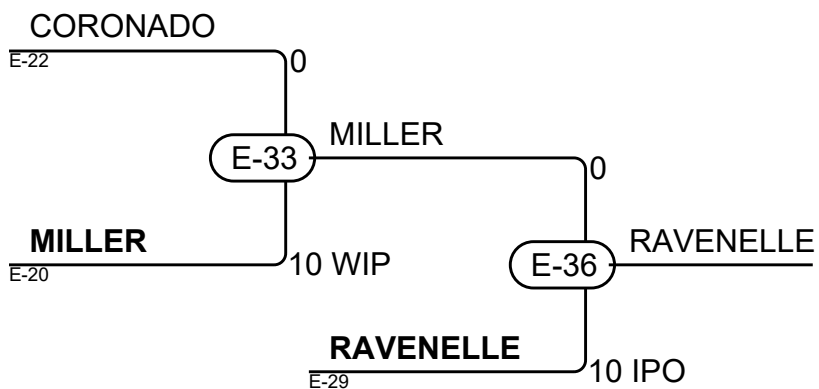 CORONADO
E-22
0
E-33
MILLER
0
MILLER
E-20
10 WIP
E-36
RAVENELLE
RAVENELLE
E-29
10 IPO